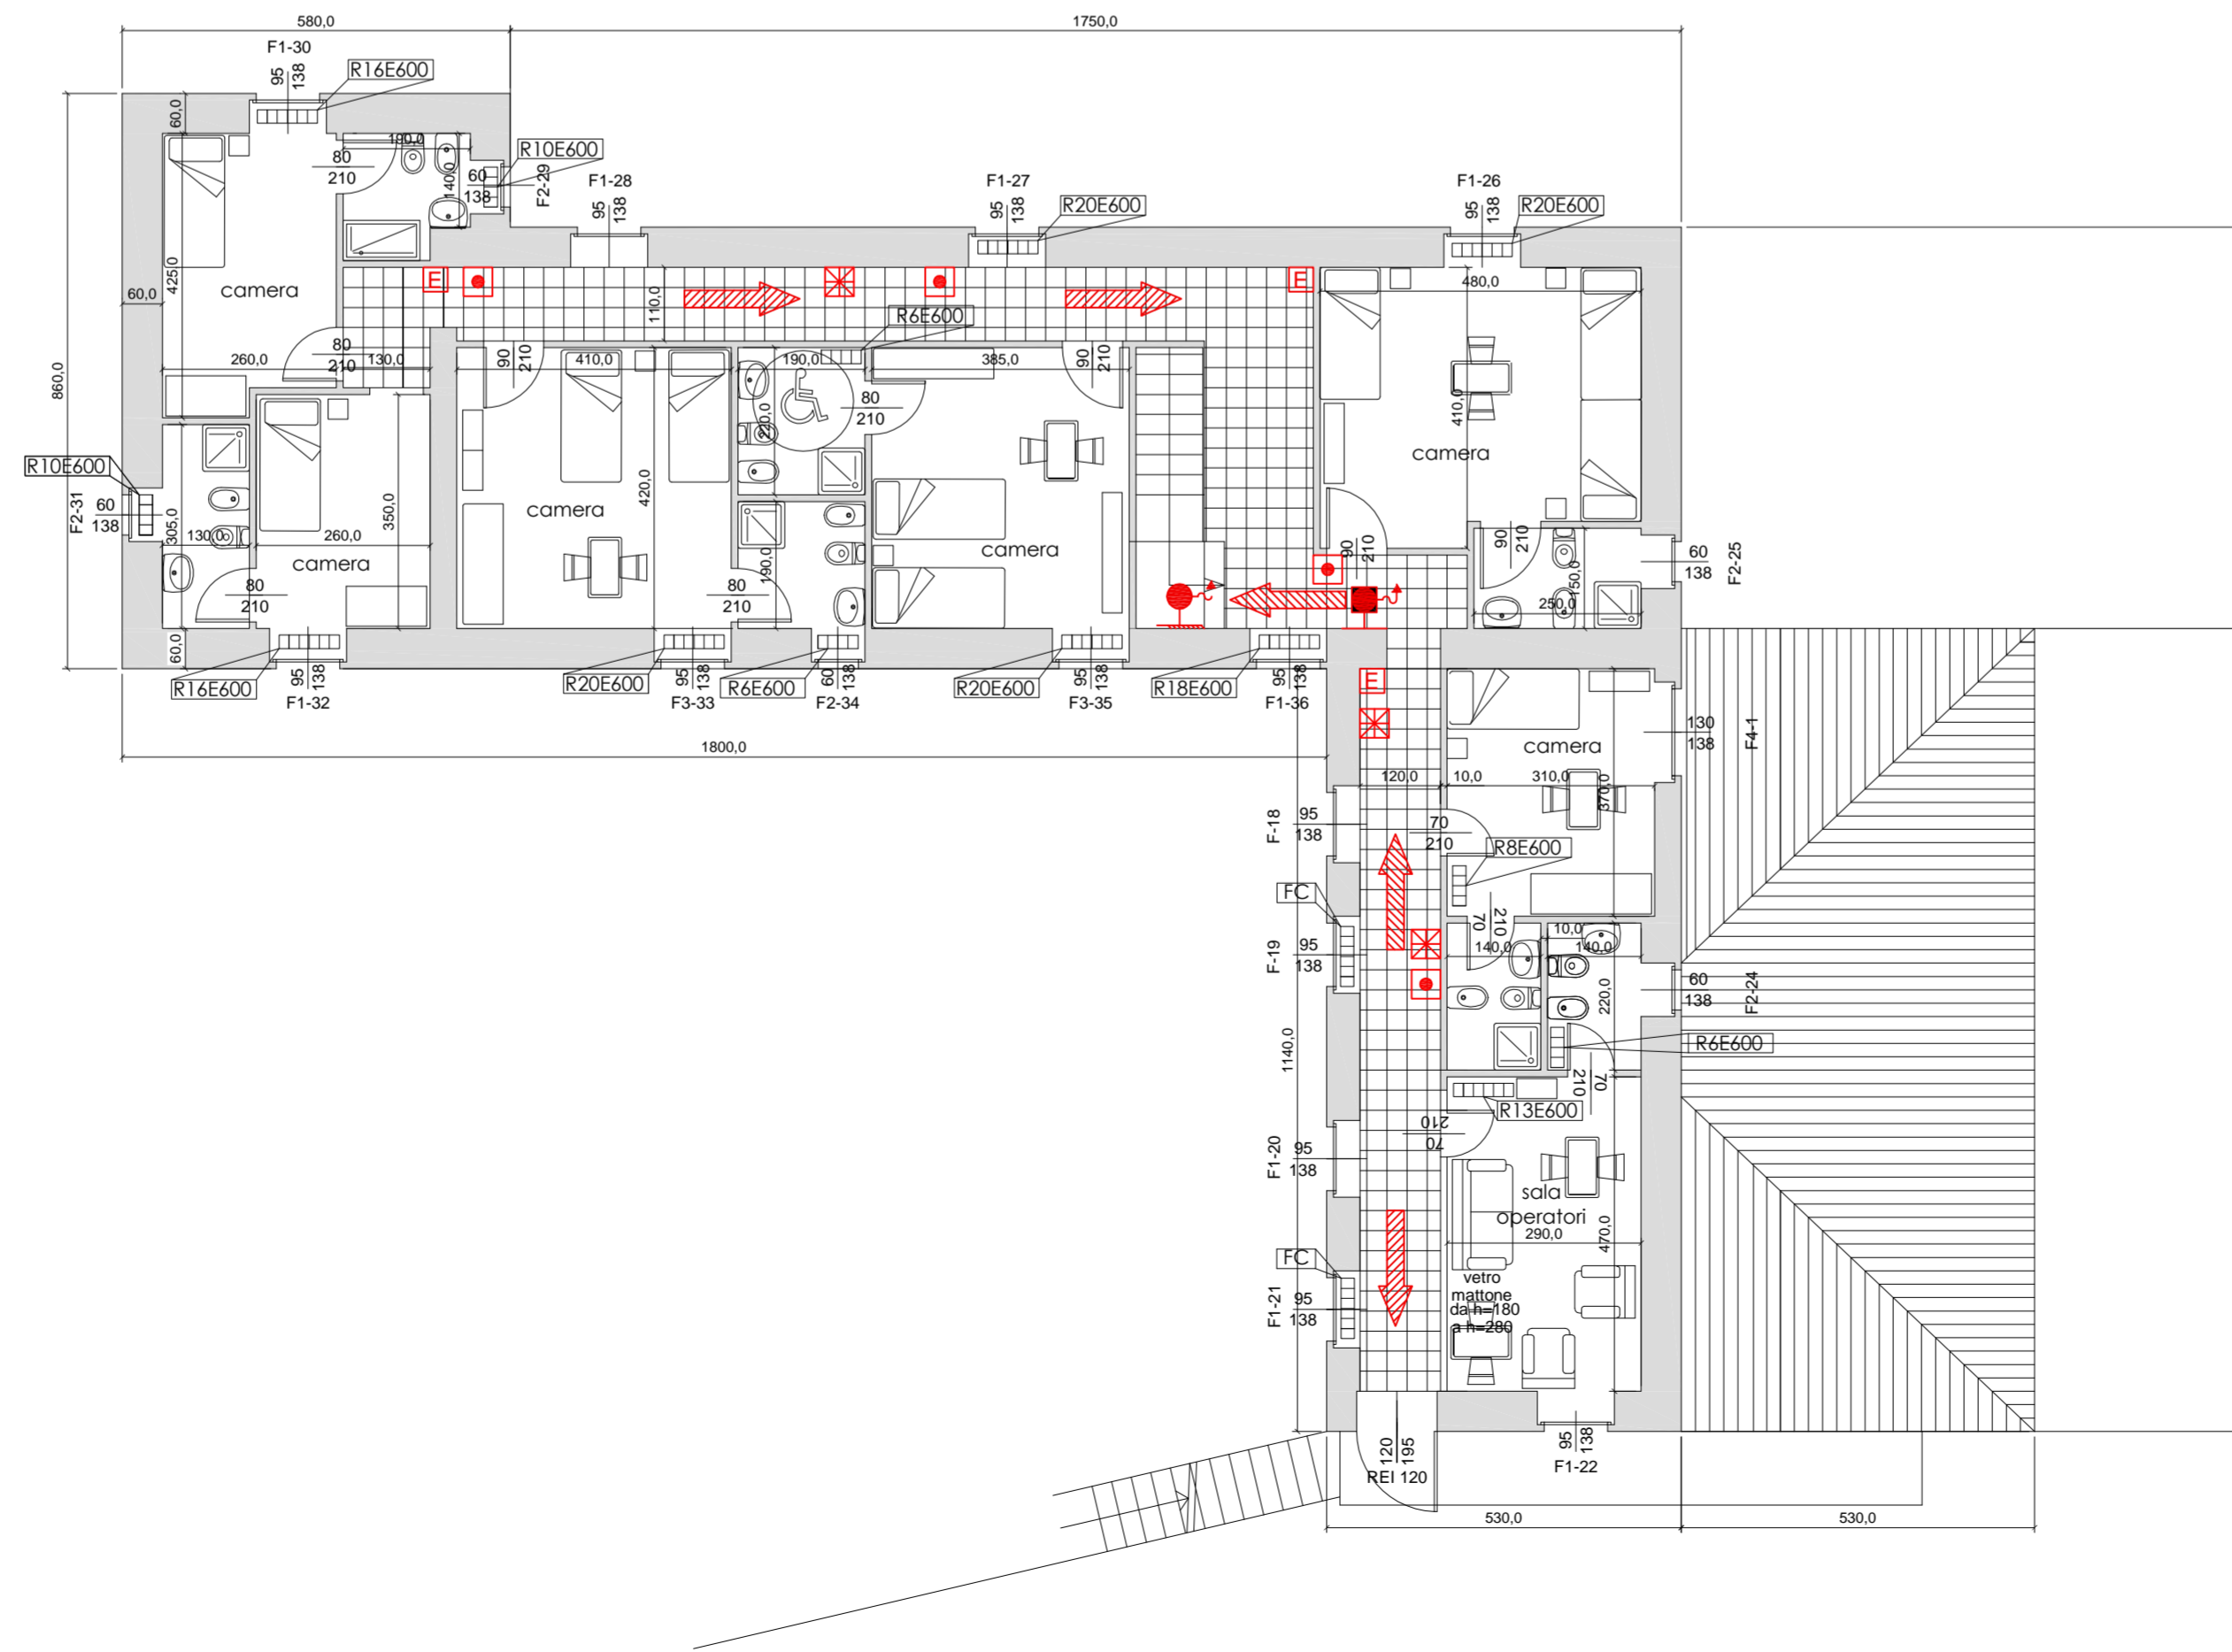 580,0
1750,0
F1-30
95
138
R16E600
60,0
190,0
80
210
140,0
60
138
R10E600
F2-29
F1-28
95
138
F1-27
95
138
R20E600
F1-26
95
138
R20E600
860,0
60,0
425,0
camera
E
110,0
E
480,0
R6E600
80
210
260,0
130,0
90
210
410,0
190,0
385,0
90
210
80
210
220,0
410,0
camera
R10E600
F2-31
60
138
305,0
130,0
260,0
350,0
camera
camera
420,0
camera
190,0
80
210
80
210
90
210
90
210
150,0
250,0
60
138
F2-25
60,0
R16E600
95
138
F1-32
R20E600
95
138
F3-33
R6E600
60
138
F2-34
R20E600
95
138
F3-35
R18E600
95
138
F1-36
E
1800,0
camera
130
138
F4-1
120,0
10,0
310,0
370,0
F-18
95
138
70
210
R8E600
FC
F-19
95
138
70
210
10,0
140,0
140,0
220,0
60
138
F2-24
R6E600
1140,0
70
210
R13E600
210
70
F1-20
95
138
sala
operatori
290,0
470,0
FC
F1-21
95
138
vetro
mattone
da h=180
a h=280
120
195
REI 120
95
138
F1-22
530,0
530,0